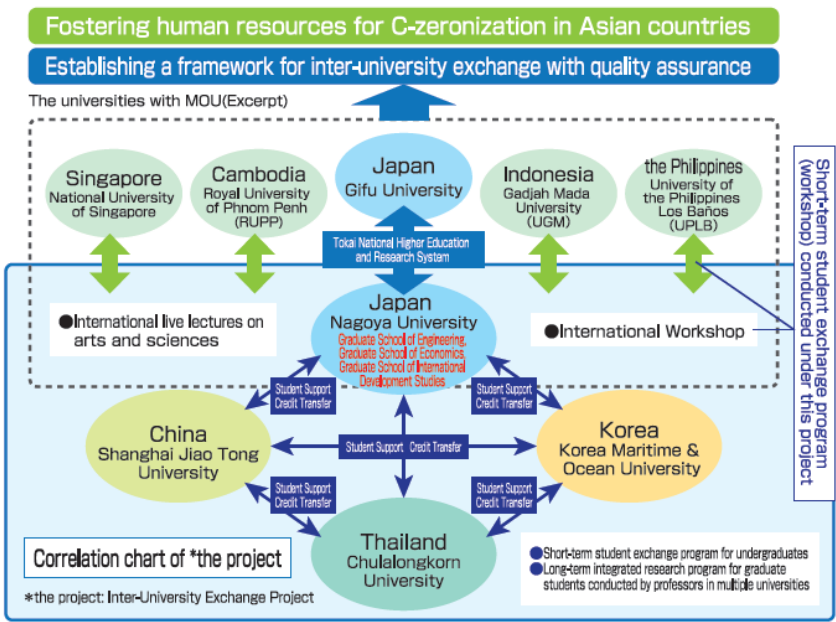 Fostering human resources for C-zeronization in Asian countries
Establishing a framework for inter-university exchange with quality assurance
The universities with MOU(Excerpt)
Singapore
National University
of Singapore
Cambodia
Royal University
of Phnom Penh
(RUPP)
Japan
Gifu University
Indonesia
Gadjah Mada
University
(UGM)
the Philippines
University of
the Philippines
Los Baños
(UPLB)
Short-term student exchange program
(workshop) conducted under this project
Tokai National Higher Education
and Research System
●International live lectures on
arts and sciences
Japan
Nagoya University
Graduate School of Engineering,
Graduate School of Economics,
Graduate School of International
Development Studies
●International Workshop
Student Support
Credit Transfer
Student Support
Credit Transfer
China
Shanghai Jiao Tong
University
Student Support Credit Transfer
Korea
Korea Maritime &
Ocean University
Student Support
Credit Transfer
Student Support
Credit Transfer
Thailand
Chulalongkorn
University
Correlation chart of *the project
*the project: Inter-University Exchange Project
●Short-term student exchange program for undergraduates
●Long-term integrated research program for graduate
students conducted by professors in multiple universities